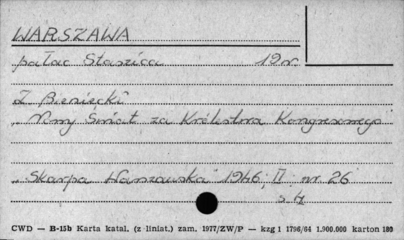 WARSZAWA
pałac Staszica 19 w.
Z. Bieniecki
„Nowy Świat za Królestwa Kongresowego"
„Skarpa Warszawska" 1946, II nr. 26
s. 4
CWD — B-15b Karta katal. (z liniat.) zam. 1977/ZW/P — kzg 1 1796/64 1.900.000 karton 180